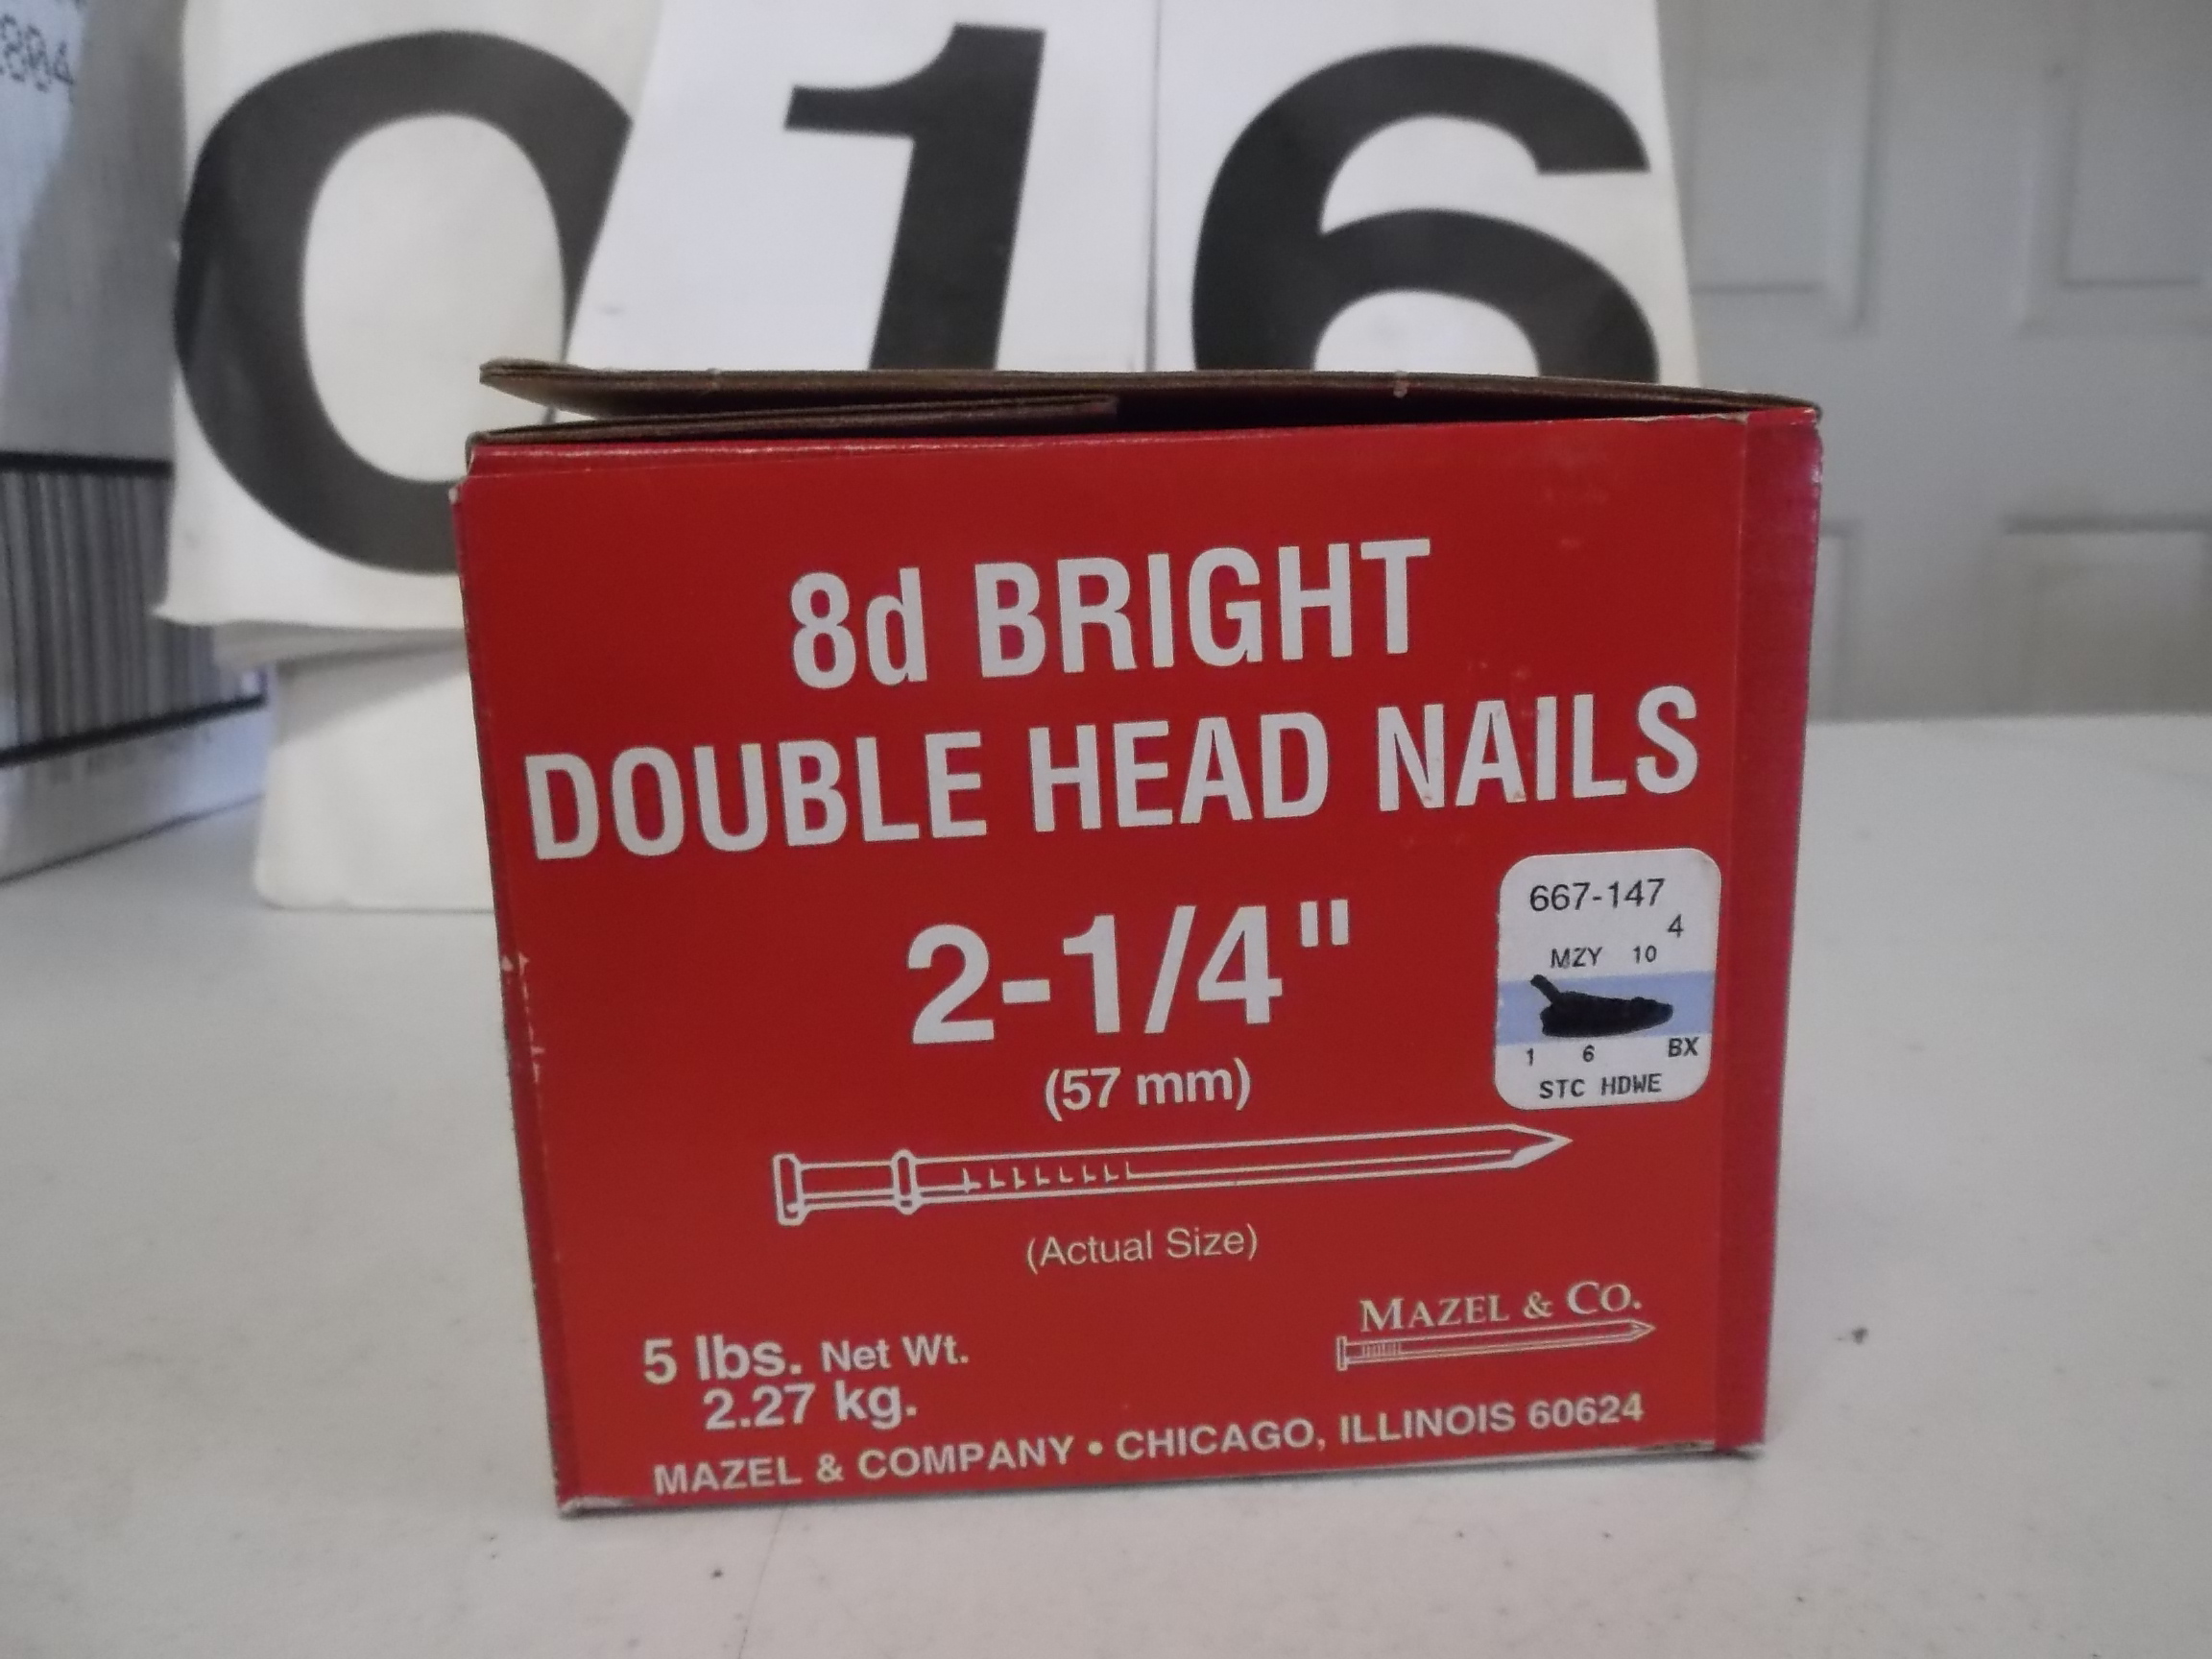 016
8d BRIGHT
DOUBLE HEAD NAILS
2-1/4"
(57 mm)
667-147
4
MZY 10
1 6 BX
STC HDWE
(Actual Size)
MAZEL & CO.
5 lbs. Net Wt.
2.27 kg.
MAZEL & COMPANY • CHICAGO, ILLINOIS 60624